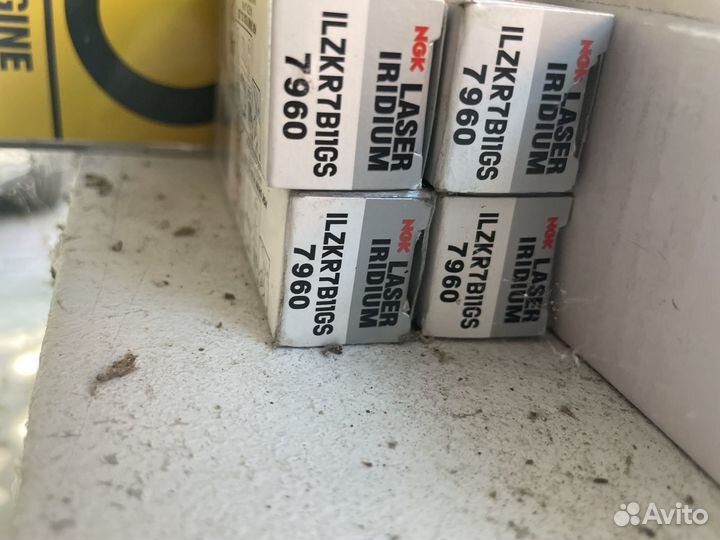 GINE
NGK
LASER
IRIDIUM
ILZKR7B11GS
7960
NGK
LASER
IRIDIUM
ILZKR7B11GS
7960
NGK
LASER
IRIDIUM
ILZKR7B11GS
7960
NGK
LASER
IRIDIUM
ILZKR7B11GS
7960
Avito